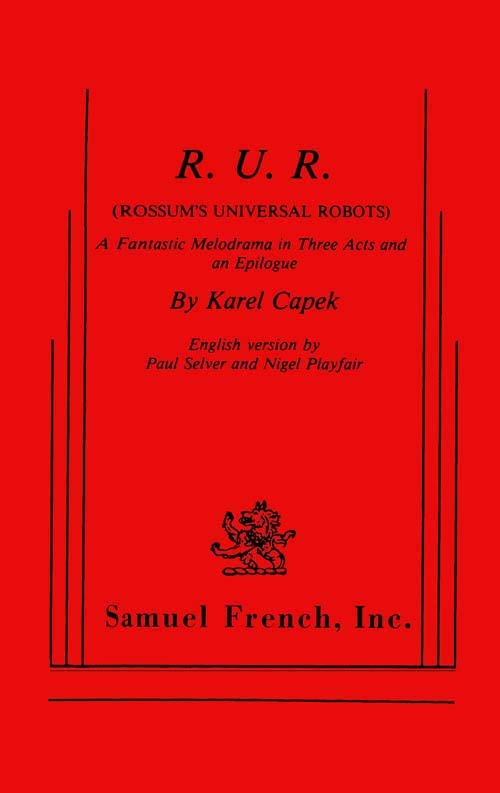 R. U. R.
(ROSSUM'S UNIVERSAL ROBOTS)
A Fantastic Melodrama in Three Acts and
an Epilogue
By Karel Capek
English version by
Paul Selver and Nigel Playfair
Samuel French, Inc.